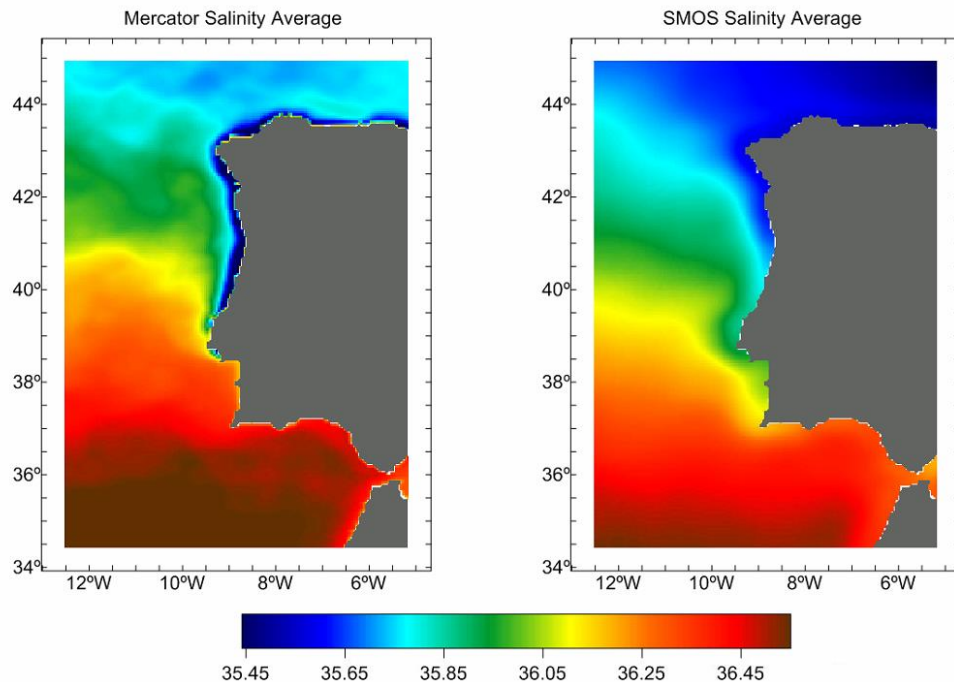 Mercator Salinity Average
SMOS Salinity Average
44º
44º
42º
42º
40º
40º
38º
38º
36º
36º
34º
34º
12ºW 10ºW 8ºW 6ºW
12ºW 10ºW 8ºW 6ºW
35.45 35.65 35.85 36.05 36.25 36.45